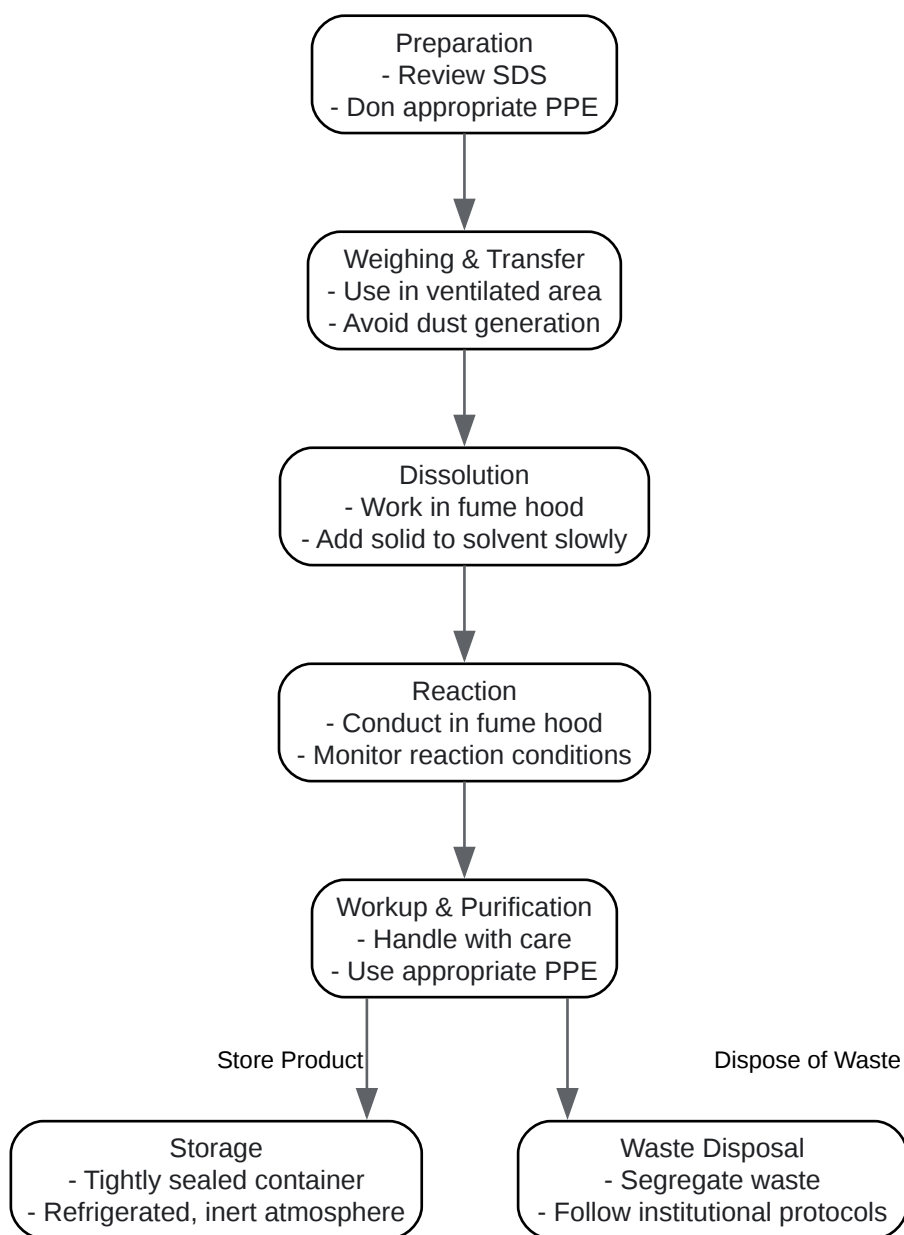 Preparation
- Review SDS
- Don appropriate PPE
Weighing & Transfer
- Use in ventilated area
- Avoid dust generation
Dissolution
- Work in fume hood
- Add solid to solvent slowly
Reaction
- Conduct in fume hood
- Monitor reaction conditions
Workup & Purification
- Handle with care
- Use appropriate PPE
Store Product
Dispose of Waste
Storage
- Tightly sealed container
- Refrigerated, inert atmosphere
Waste Disposal
- Segregate waste
- Follow institutional protocols